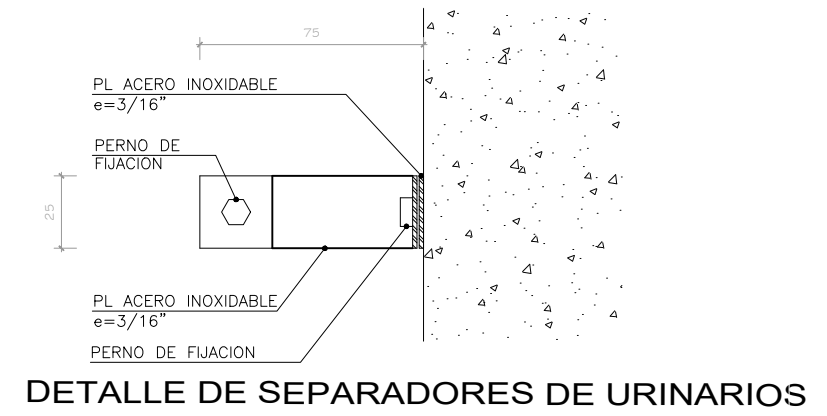 75
PL ACERO INOXIDABLE
e=3/16"
PERNO DE
FIJACION
25
PL ACERO INOXIDABLE
e=3/16"
PERNO DE FIJACION
DETALLE DE SEPARADORES DE URINARIOS